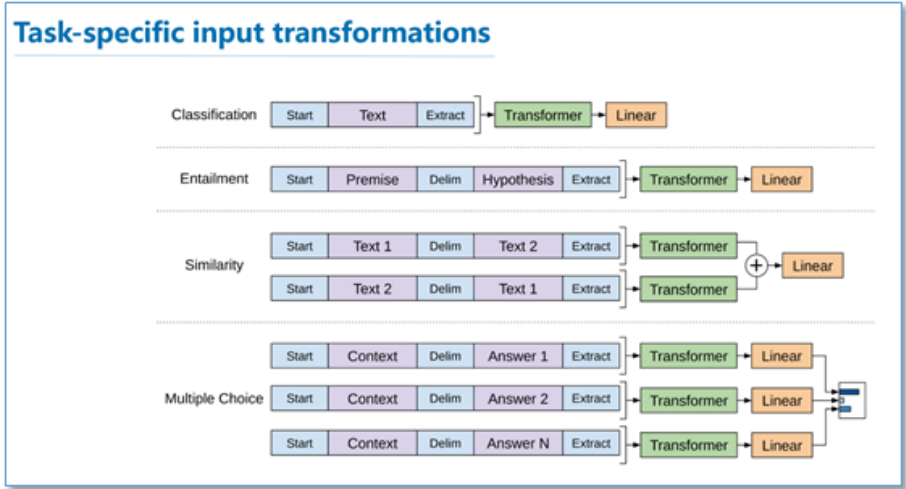 Task-specific input transformations
Classification Start Text Extract Transformer Linear
Entailment Start Premise Delim Hypothesis Extract Transformer Linear
Similarity
Start Text 1 Delim Text 2 Extract Transformer
+ Linear
Start Text 2 Delim Text 1 Extract Transformer
Multiple Choice
Start Context Delim Answer 1 Extract Transformer Linear
Start Context Delim Answer 2 Extract Transformer Linear
Start Context Delim Answer N Extract Transformer Linear